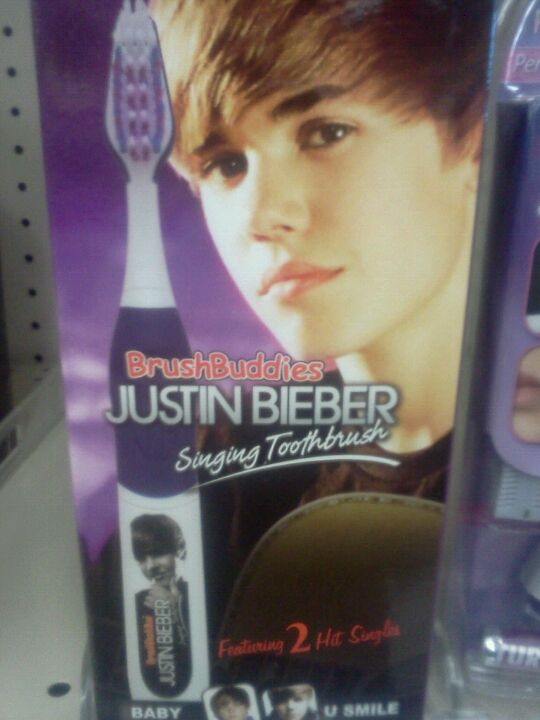 BrushBuddies
JUSTIN BIEBER
Singing Toothbrush
JUSTIN BIEBER
Featuring 2 Hit Singles
BABY
U SMILE